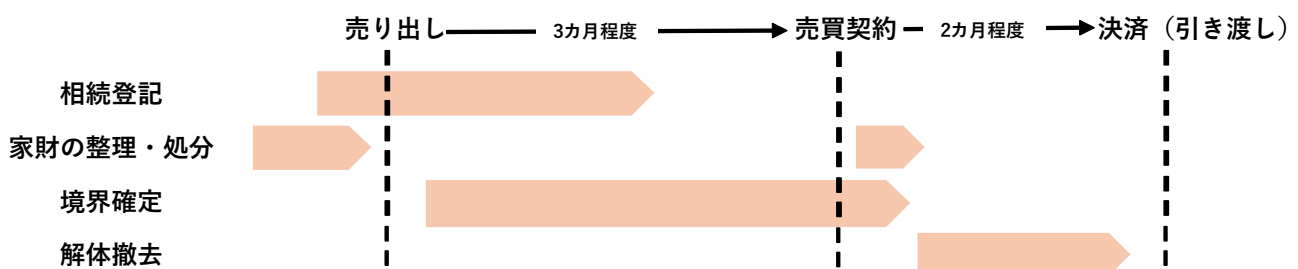 売り出し 3カ月程度 売買契約 2カ月程度 決済（引き渡し）
相続登記
家財の整理・処分
境界確定
解体撤去